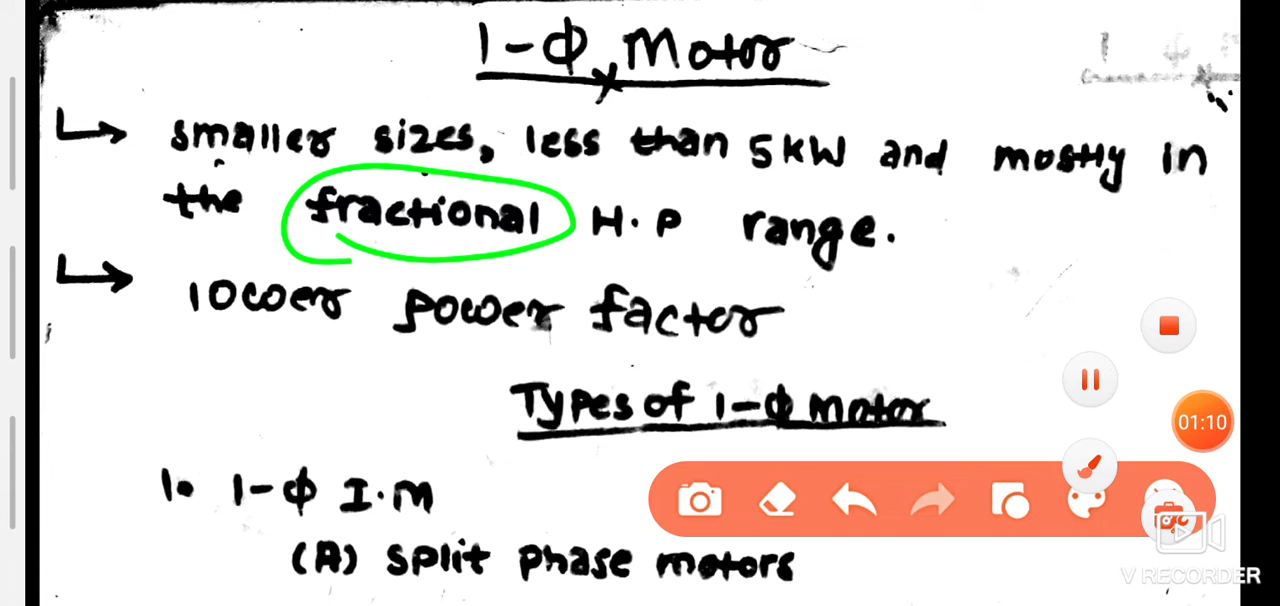 1-Φ Motor
smaller sizes, less than 5KW and mostly in
the fractional H.P range.
lower power factor
Types of 1-Φ motor
01:10
1. 1-Φ I.M
(A) split phase motors
V RECORDER